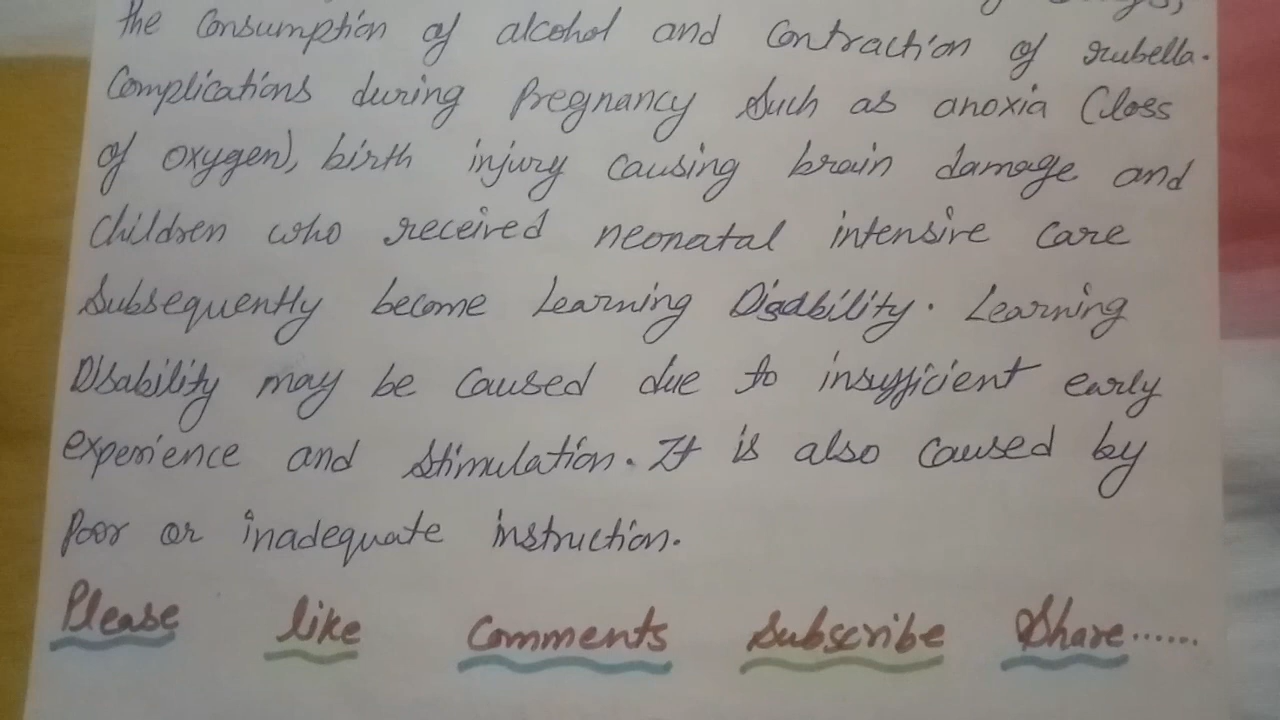 the Consumption of alcohol and Contraction of rubella.
Complications during Pregnancy Such as anoxia (loss
of oxygen), birth injury causing brain damage and
Children who received neonatal intensive care
Subsequently become Learning Disability. Learning
Disability may be caused due to insufficient early
experience and Stimulation. It is also caused by
Poor or inadequate instruction.
Please like Comments Subscribe Share......